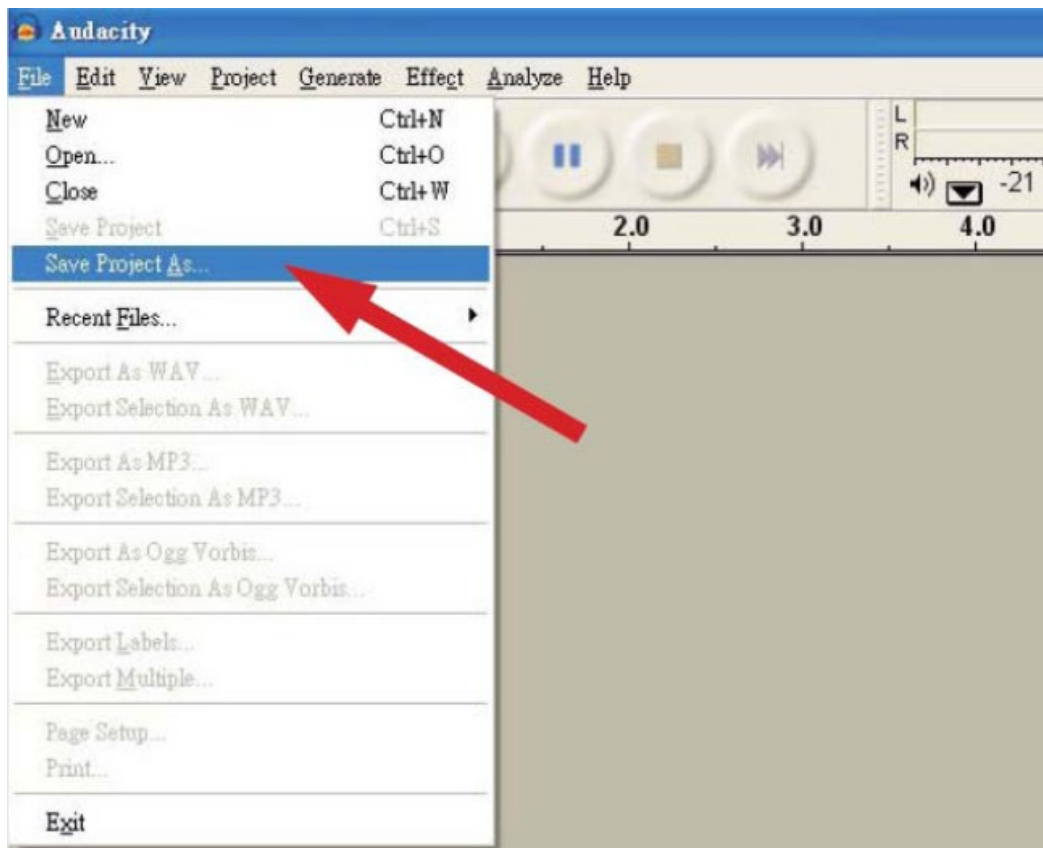 Audacity
File Edit View Project Generate Effect Analyze Help
New Ctrl+N
Open... Ctrl+O
Close Ctrl+W
Save Project Ctrl+S
Save Project As...
Recent Files...
Export As WAV...
Export Selection As WAV...
Export As MP3...
Export Selection As MP3...
Export As Ogg Vorbis...
Export Selection As Ogg Vorbis...
Export Labels...
Export Multiple...
Page Setup...
Print...
Exit
L
R
-21
2.0 3.0 4.0